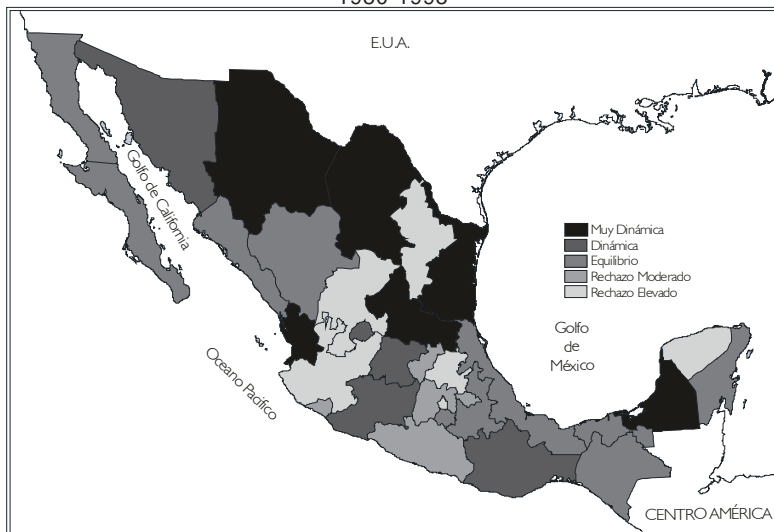 E.U.A.
Golfo de California
Muy Dinámica
Dinámica
Equilibrio
Rechazo Moderado
Rechazo Elevado
Golfo
de
México
Oceano Pacifico
CENTRO AMÉRICA